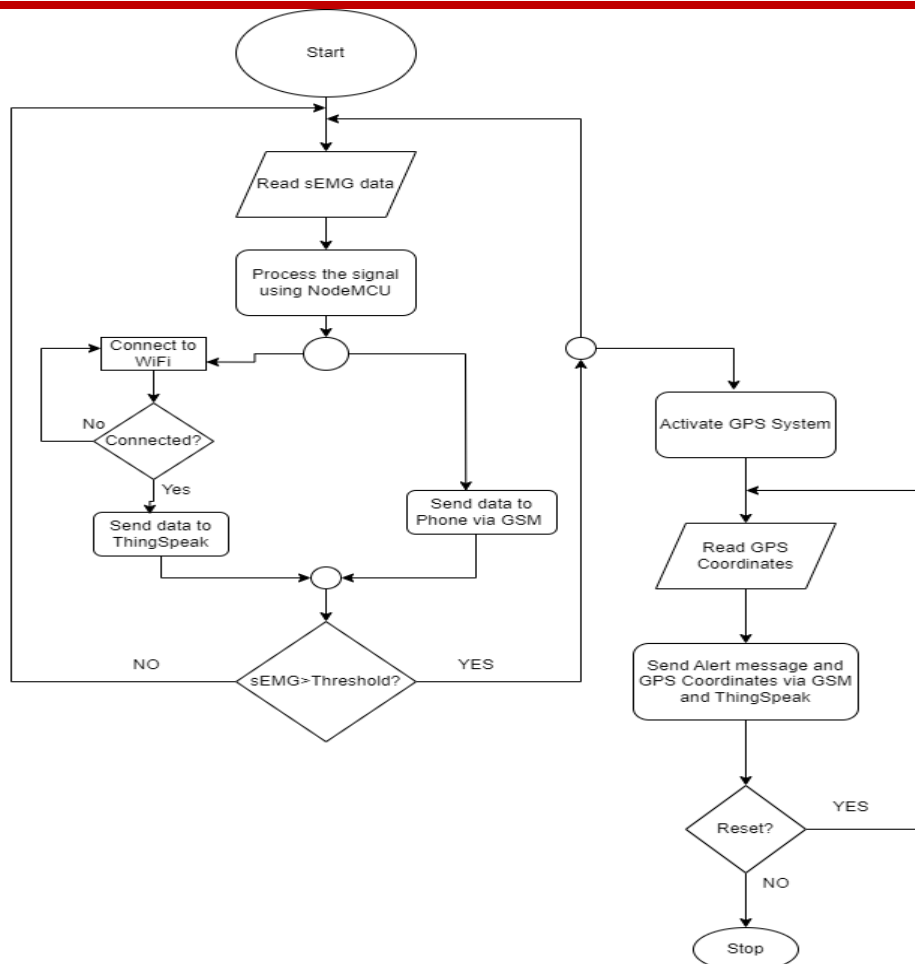 Start
Read sEMG data
Process the signal
using NodeMCU
Connect to
WiFi
No
Connected?
Yes
Send data to
ThingSpeak
Send data to
Phone via GSM
NO
sEMG>Threshold?
YES
Activate GPS System
Read GPS
Coordinates
Send Alert message and
GPS Coordinates via GSM
and ThingSpeak
Reset?
YES
NO
Stop